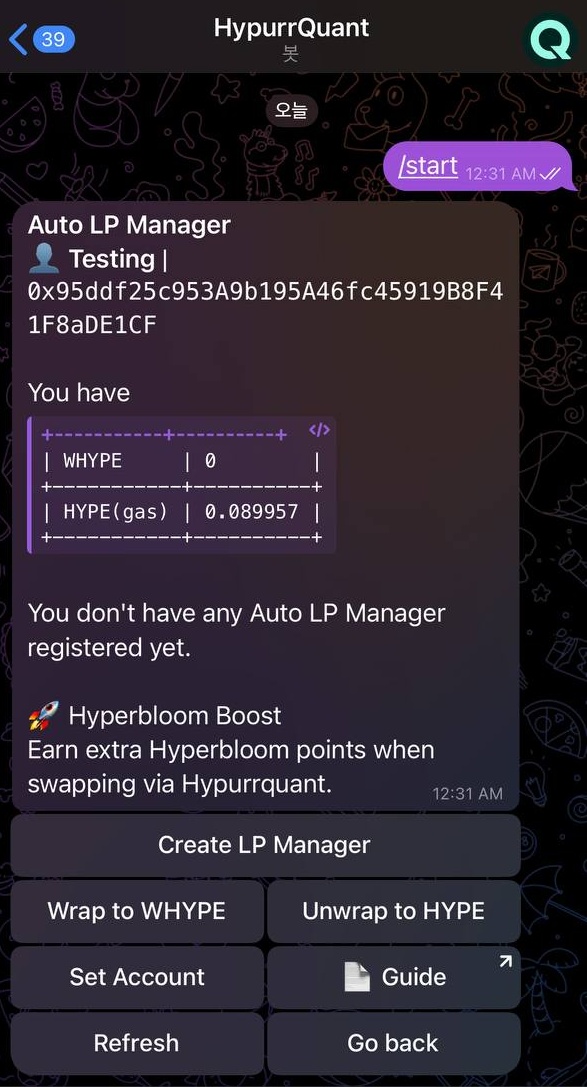 39
HypurrQuant
봇
오늘
/start 12:31 AM
Auto LP Manager
👤 Testing |
0x95ddf25c953A9b195A46fc45919B8F4
1F8aDE1CF
You have
+-----------+----------+ </>
| WHYPE     | 0        |
+-----------+----------+
| HYPE(gas) | 0.089957 |
+-----------+----------+
You don't have any Auto LP Manager
registered yet.
🚀 Hyperbloom Boost
Earn extra Hyperbloom points when
swapping via Hypurrquant.
12:31 AM
Create LP Manager
Wrap to WHYPE
Unwrap to HYPE
Set Account
📄 Guide
Refresh
Go back